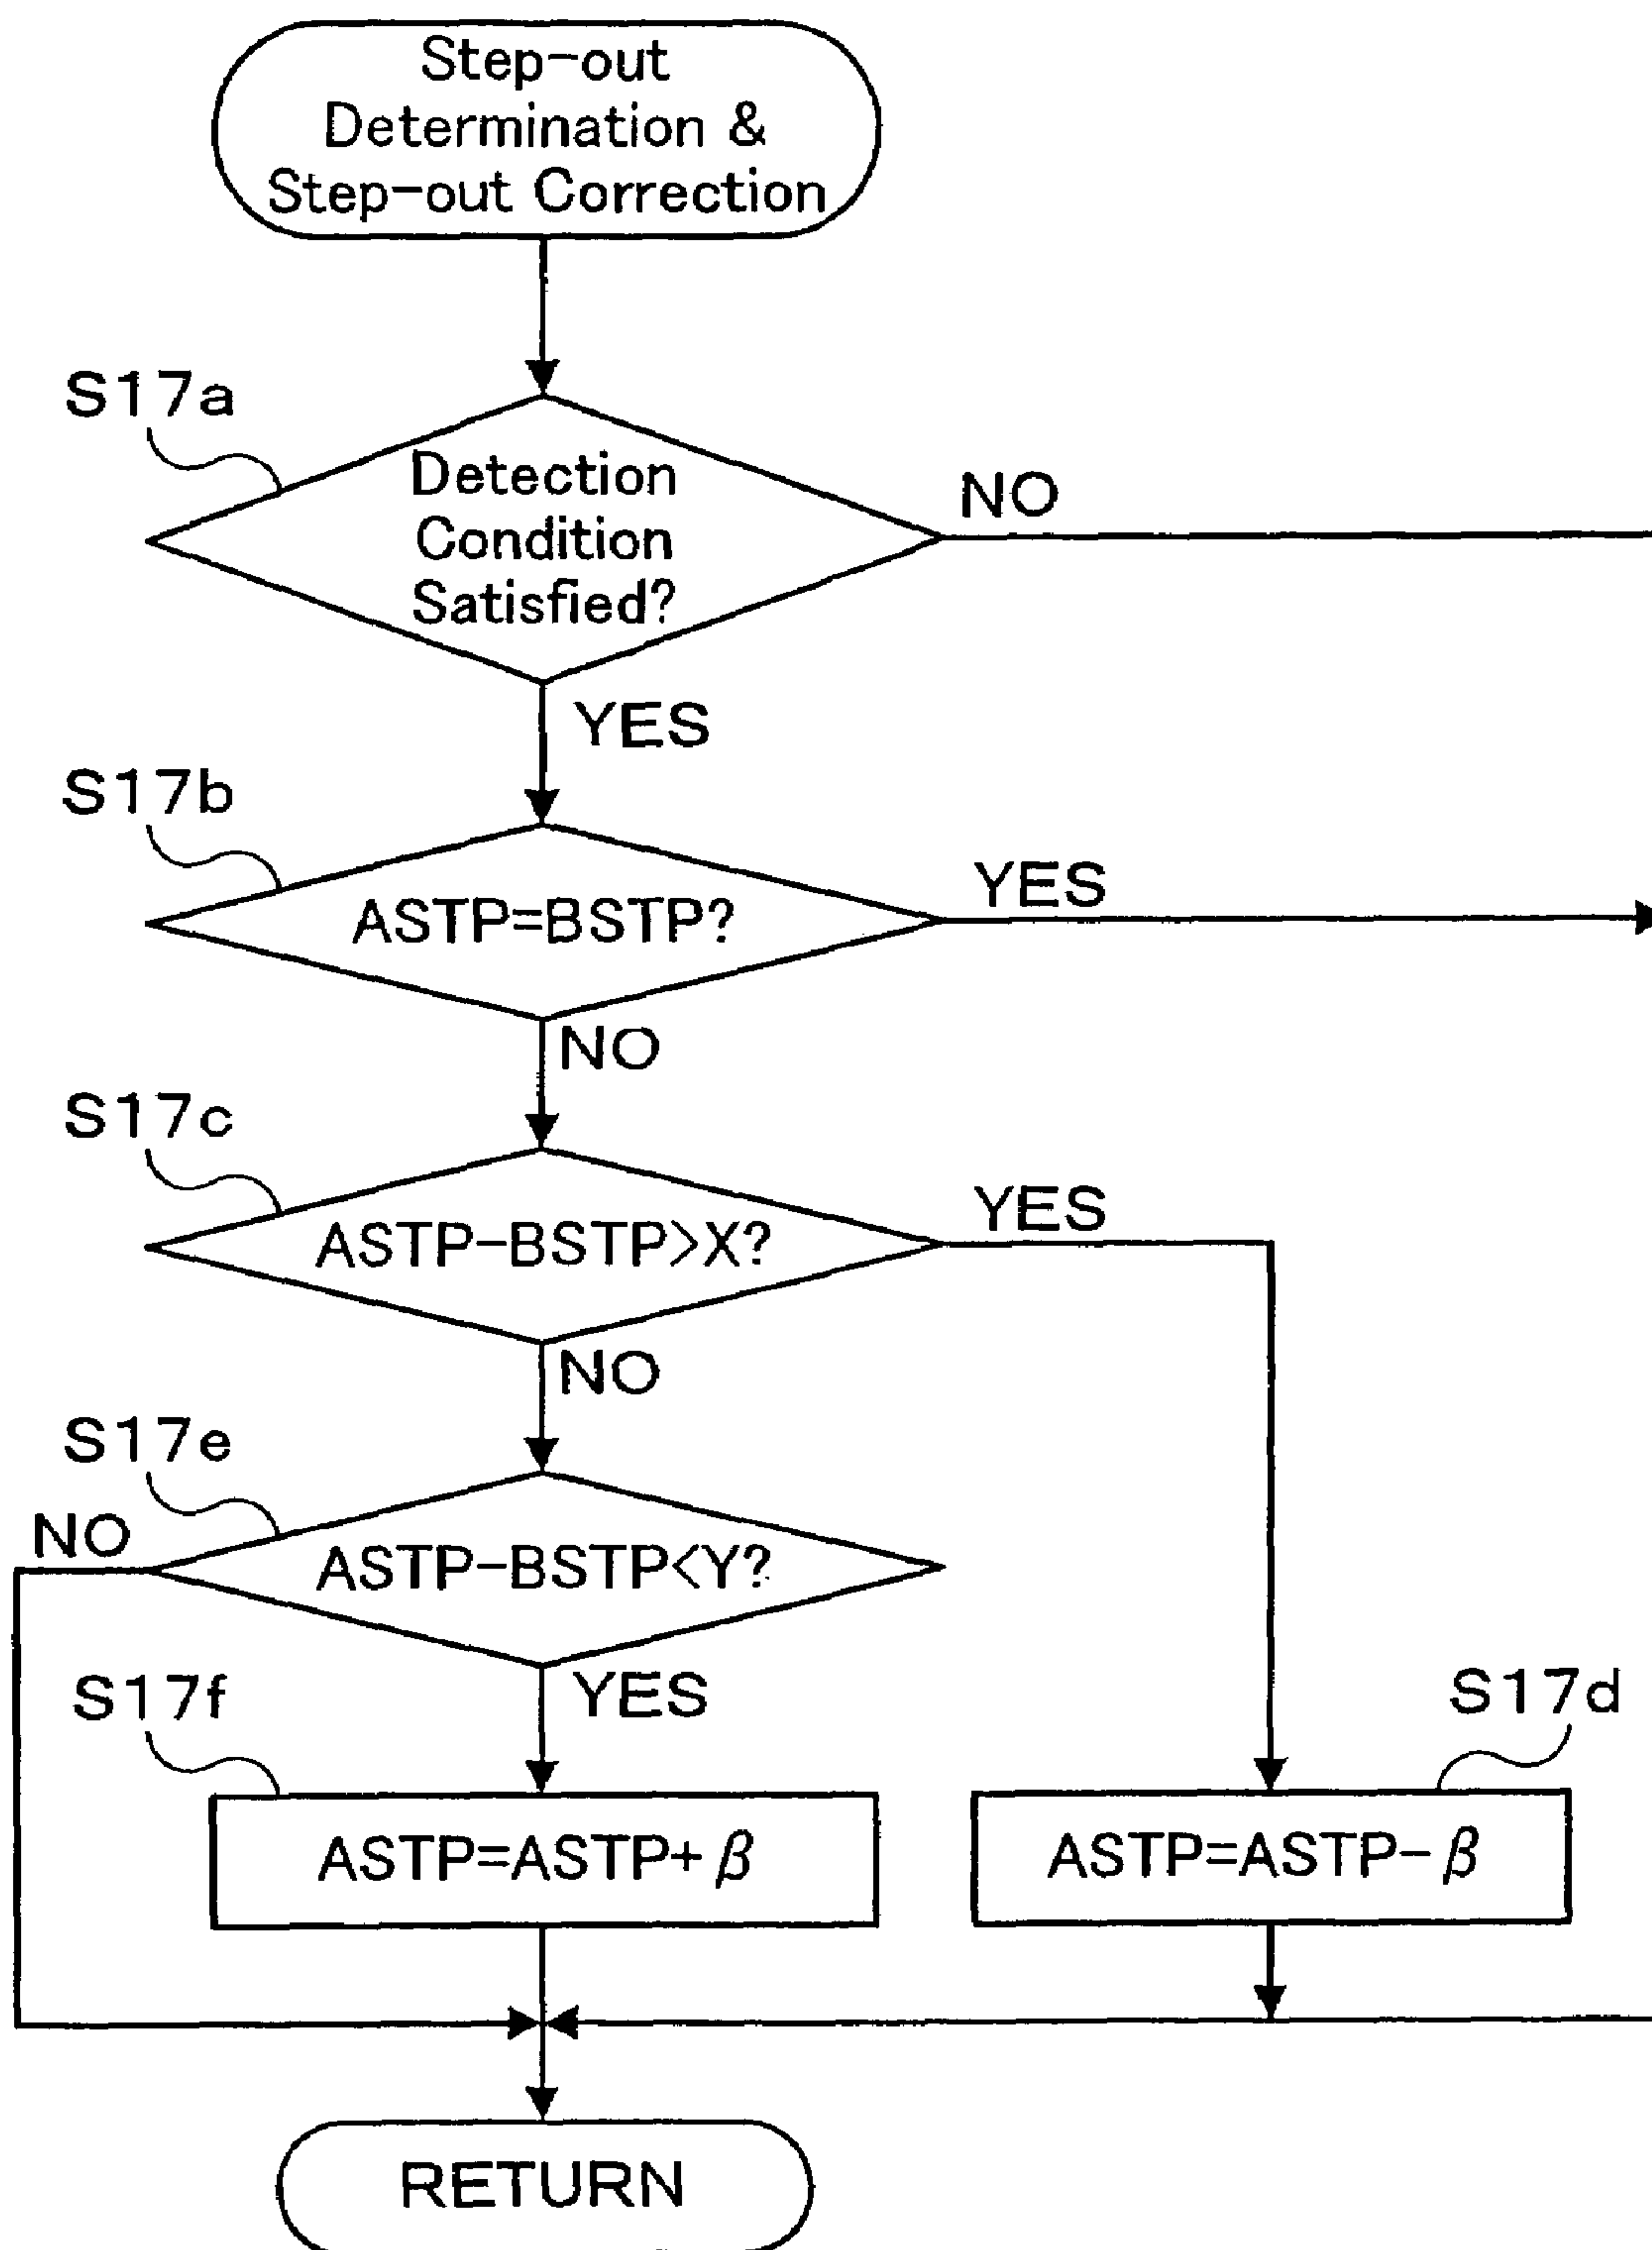 Step-out
Determination &
Step-out Correction
S17a
Detection
Condition
Satisfied?
NO
YES
S17b
ASTP=BSTP?
YES
NO
S17c
ASTP-BSTP>X?
YES
NO
S17e
NO
ASTP-BSTP<Y?
YES
S17f
S17d
ASTP=ASTP+β
ASTP=ASTP-β
RETURN